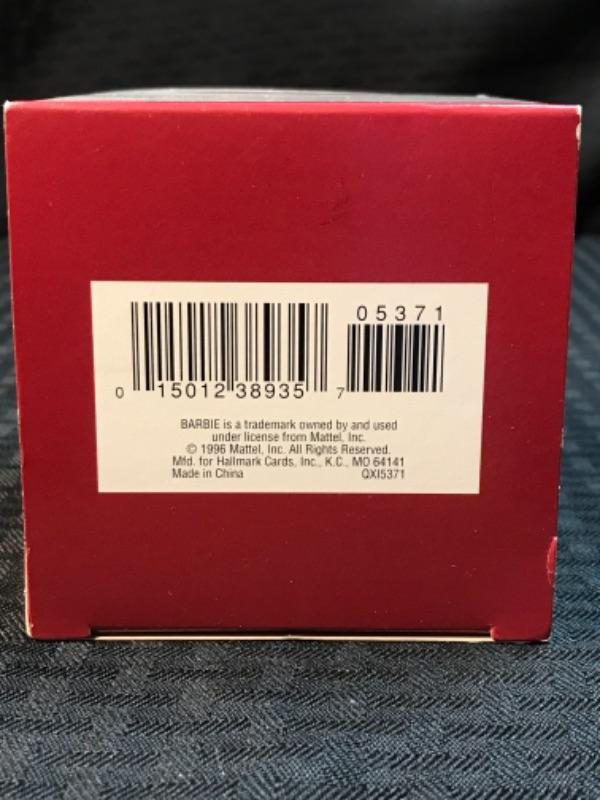 05371
0 15012 38935 7
BARBIE is a trademark owned by and used
under license from Mattel, Inc.
© 1996 Mattel, Inc. All Rights Reserved.
Mfd. for Hallmark Cards, Inc., K.C., MO 64141
Made in China QXI5371